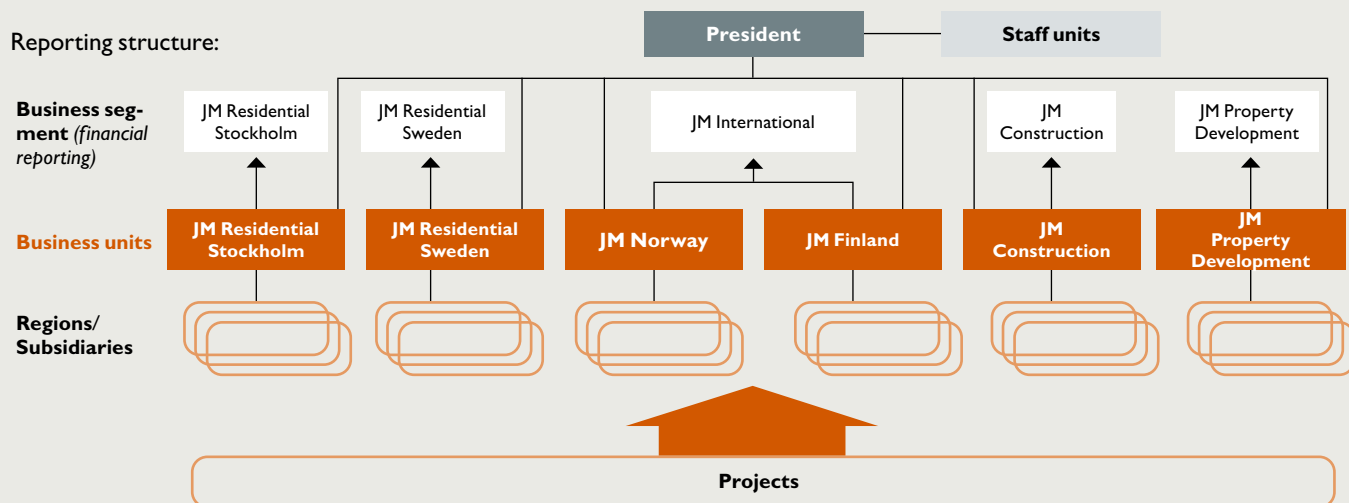 Reporting structure:
President
Staff units
Business seg-
ment (financial
reporting)
JM Residential
Stockholm
JM Residential
Sweden
JM International
JM
Construction
JM Property
Development
Business units
JM Residential
Stockholm
JM Residential
Sweden
JM Norway
JM Finland
JM
Construction
JM
Property
Development
Regions/
Subsidiaries
Projects